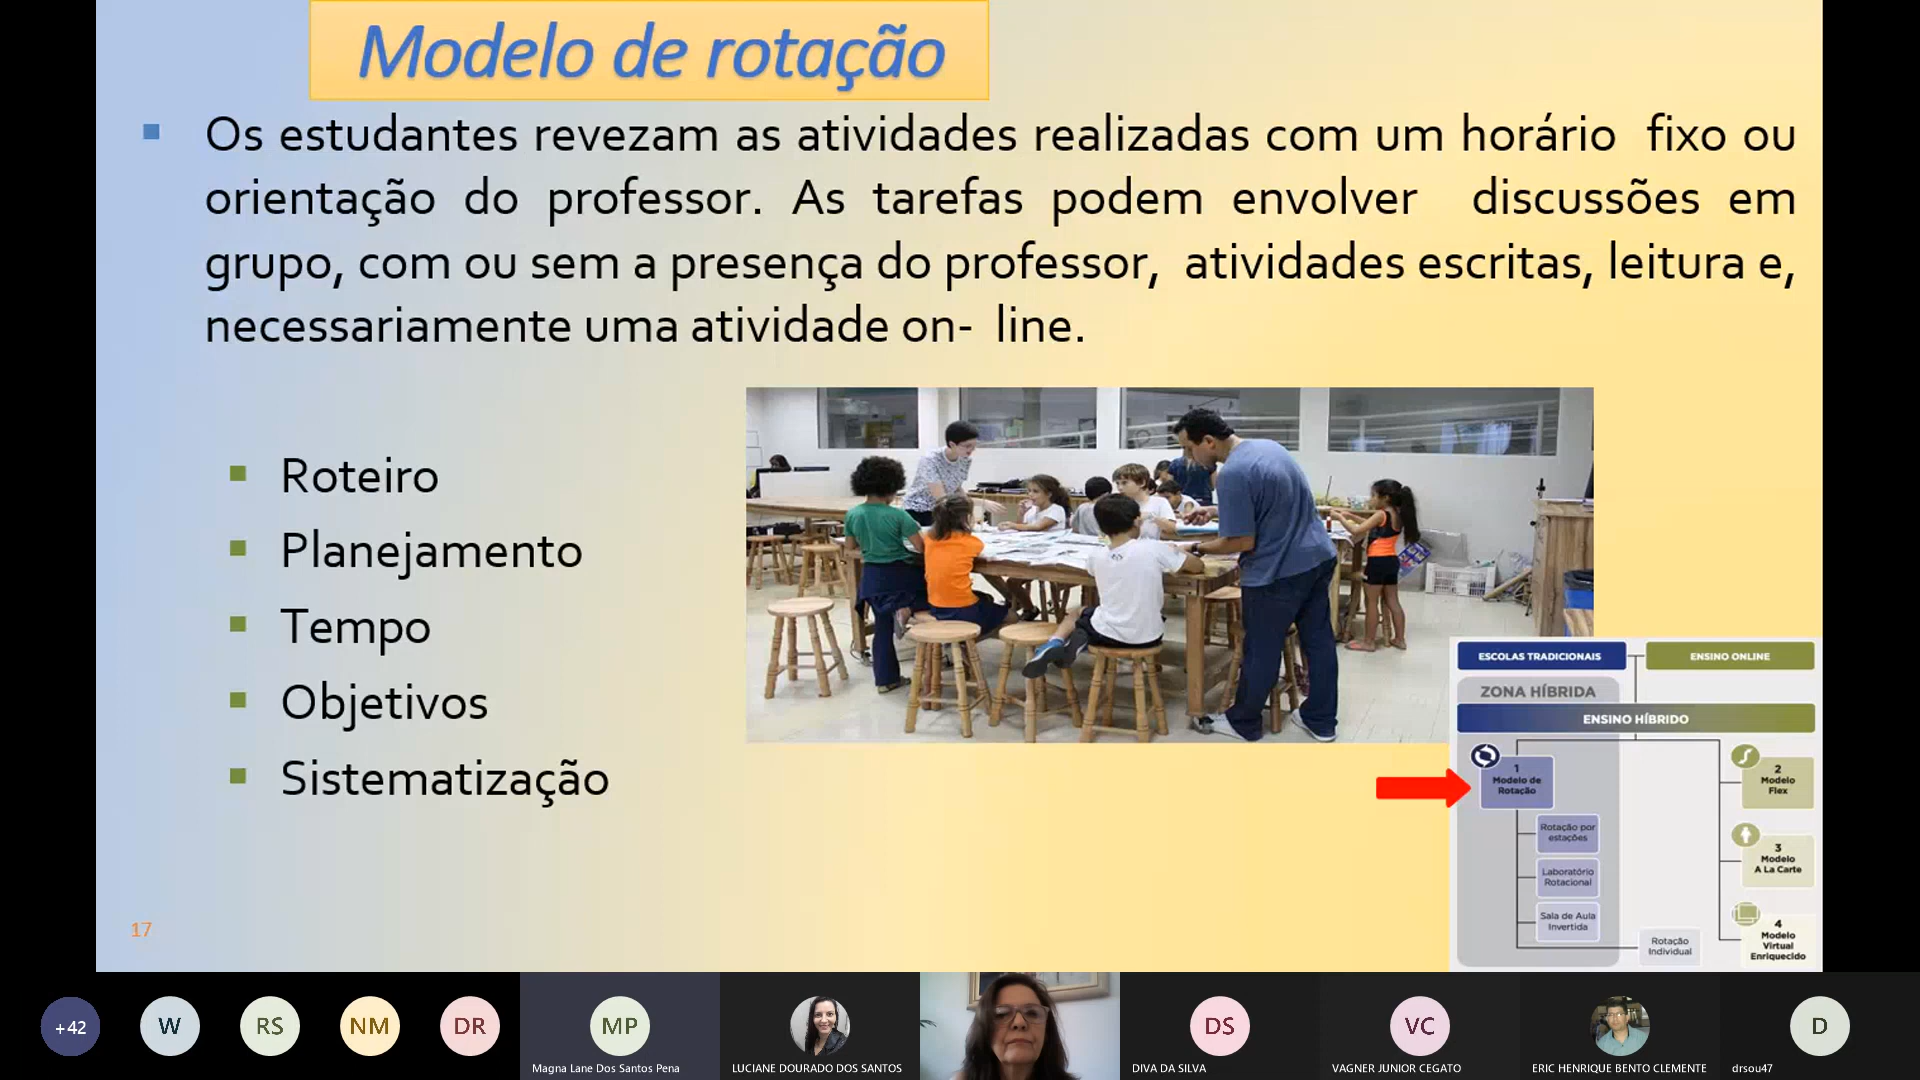 Modelo de rotação
Os estudantes revezam as atividades realizadas com um horário fixo ou
orientação do professor. As tarefas podem envolver discussões em
grupo, com ou sem a presença do professor, atividades escritas, leitura e,
necessariamente uma atividade on- line.
Roteiro
Planejamento
Tempo
Objetivos
Sistematização
ESCOLAS TRADICIONAIS
ENSINO ONLINE
ZONA HÍBRIDA
ENSINO HÍBRIDO
1
Modelo de
Rotação
Rotação por
estações
Laboratório
Rotacional
Sala de Aula
Invertida
Rotação
Individual
2
Modelo
Flex
3
Modelo
A La Carte
4
Modelo
Virtual
Enriquecido
17
+42
W
RS
NM
DR
MP
Magna Lane Dos Santos Pena
LUCIANE DOURADO DOS SANTOS
DS
DIVA DA SILVA
VC
VAGNER JUNIOR CEGATO
ERIC HENRIQUE BENTO CLEMENTE
D
drsou47